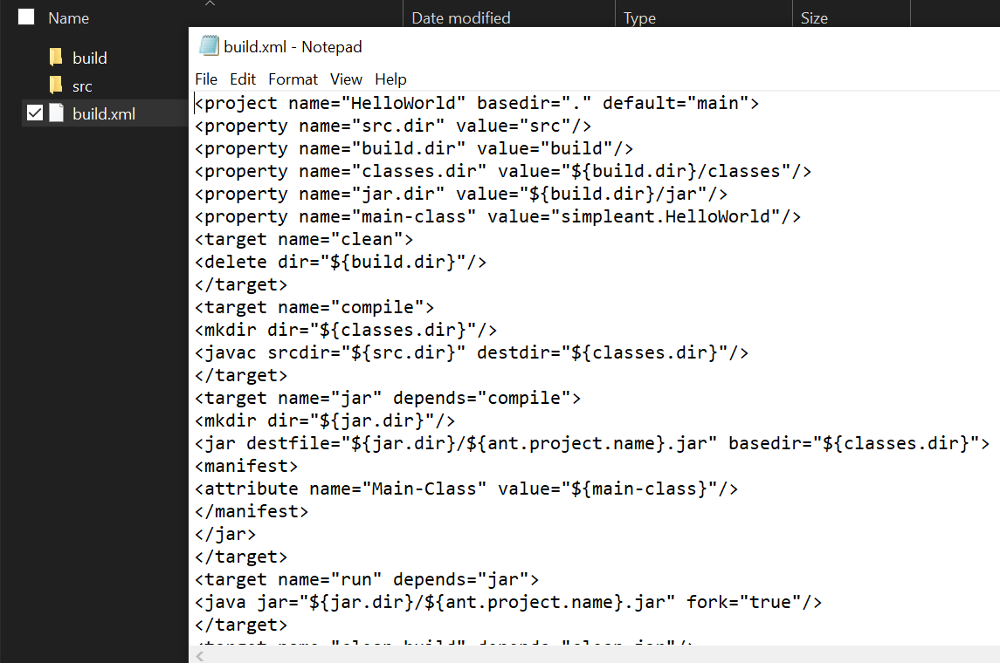 Name Date modified Type Size
build
src
build.xml
build.xml - Notepad
File Edit Format View Help
<project name="HelloWorld" basedir="." default="main">
<property name="src.dir" value="src"/>
<property name="build.dir" value="build"/>
<property name="classes.dir" value="${build.dir}/classes"/>
<property name="jar.dir" value="${build.dir}/jar"/>
<property name="main-class" value="simpleant.HelloWorld"/>
<target name="clean">
<delete dir="${build.dir}"/>
</target>
<target name="compile">
<mkdir dir="${classes.dir}"/>
<javac srcdir="${src.dir}" destdir="${classes.dir}"/>
</target>
<target name="jar" depends="compile">
<mkdir dir="${jar.dir}"/>
<jar destfile="${jar.dir}/${ant.project.name}.jar" basedir="${classes.dir}">
<manifest>
<attribute name="Main-Class" value="${main-class}"/>
</manifest>
</jar>
</target>
<target name="run" depends="jar">
<java jar="${jar.dir}/${ant.project.name}.jar" fork="true"/>
</target>